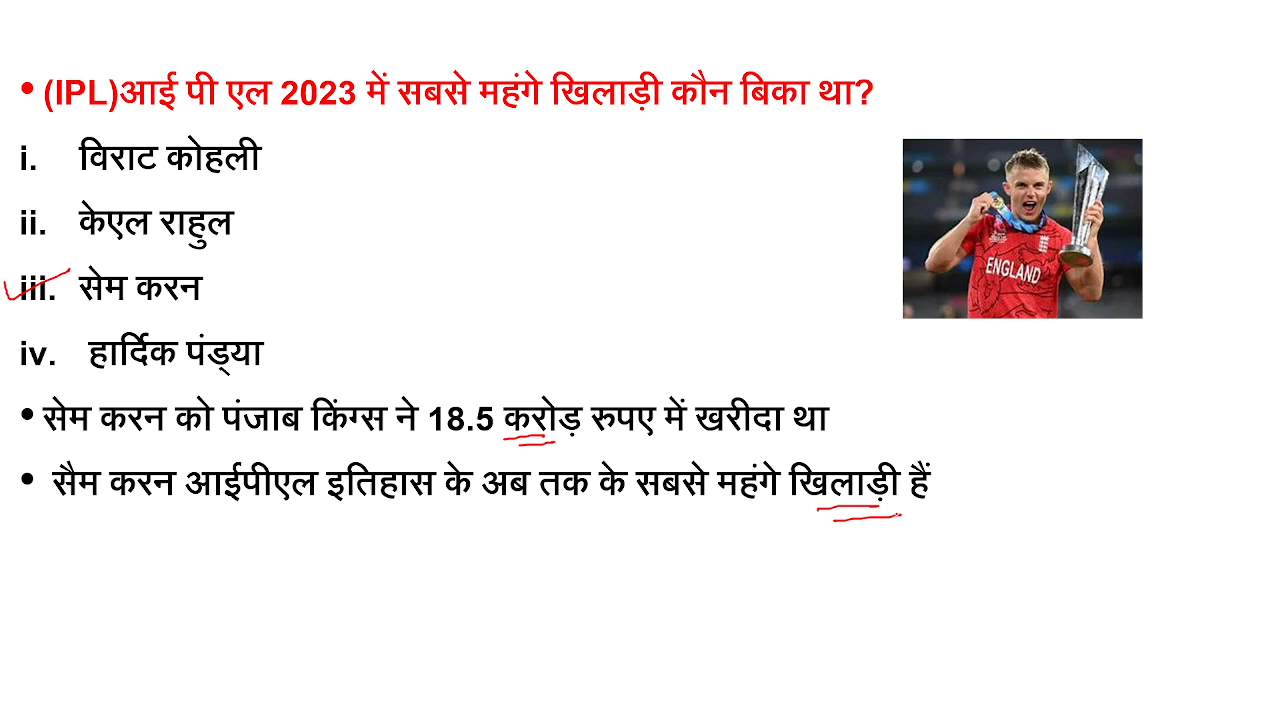 • (IPL)आई पी एल 2023 में सबसे महंगे खिलाड़ी कौन बिका था?
i. विराट कोहली
ii. केएल राहुल
iii. सेम करन
iv. हार्दिक पंड्या
• सेम करन को पंजाब किंग्स ने 18.5 करोड़ रुपए में खरीदा था
• सैम करन आईपीएल इतिहास के अब तक के सबसे महंगे खिलाड़ी हैं
ENGLAND